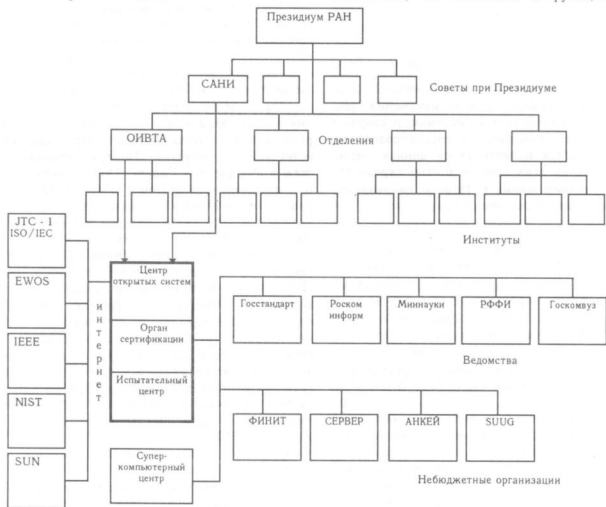 Президиум РАН
САНИ
Советы при Президиуме
ОИВТА
Отделения
Институты
JTC - 1
ISO/IEC
EWOS
IEEE
NIST
SUN
интернет
Центр
открытых систем
Орган
сертификации
Испытательный
центр
Супер-
компьютерный
центр
Госстандарт
Роском
информ
Миннауки
РФФИ
Госкомвуз
Ведомства
ФИНИТ
СЕРВЕР
АНКЕЙ
SUUG
Небюджетные организации